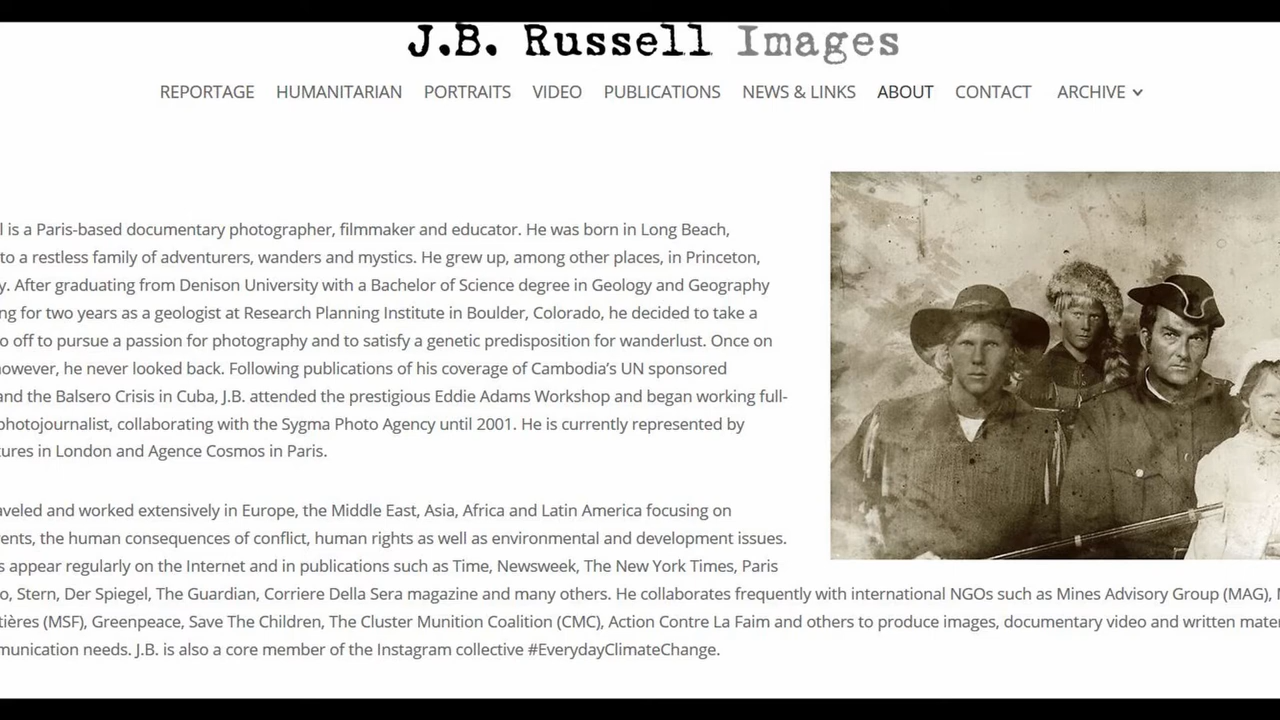 J.B. Russell Images
REPORTAGE HUMANITARIAN PORTRAITS VIDEO PUBLICATIONS NEWS & LINKS ABOUT CONTACT ARCHIVE
is a Paris-based documentary photographer, filmmaker and educator. He was born in Long Beach,
to a restless family of adventurers, wanders and mystics. He grew up, among other places, in Princeton,
After graduating from Denison University with a Bachelor of Science degree in Geology and Geography
for two years as a geologist at Research Planning Institute in Boulder, Colorado, he decided to take a
off to pursue a passion for photography and to satisfy a genetic predisposition for wanderlust. Once on
however, he never looked back. Following publications of his coverage of Cambodia's UN sponsored
and the Balsero Crisis in Cuba, J.B. attended the prestigious Eddie Adams Workshop and began working full-
photojournalist, collaborating with the Sygma Photo Agency until 2001. He is currently represented by
in London and Agence Cosmos in Paris.
and worked extensively in Europe, the Middle East, Asia, Africa and Latin America focusing on
the human consequences of conflict, human rights as well as environmental and development issues.
appear regularly on the Internet and in publications such as Time, Newsweek, The New York Times, Paris
Stern, Der Spiegel, The Guardian, Corriere Della Sera magazine and many others. He collaborates frequently with international NGOs such as Mines Advisory Group (MAG),
(MSF), Greenpeace, Save The Children, The Cluster Munition Coalition (CMC), Action Contre La Faim and others to produce images, documentary video and written
needs. J.B. is also a core member of the Instagram collective #EverydayClimateChange.